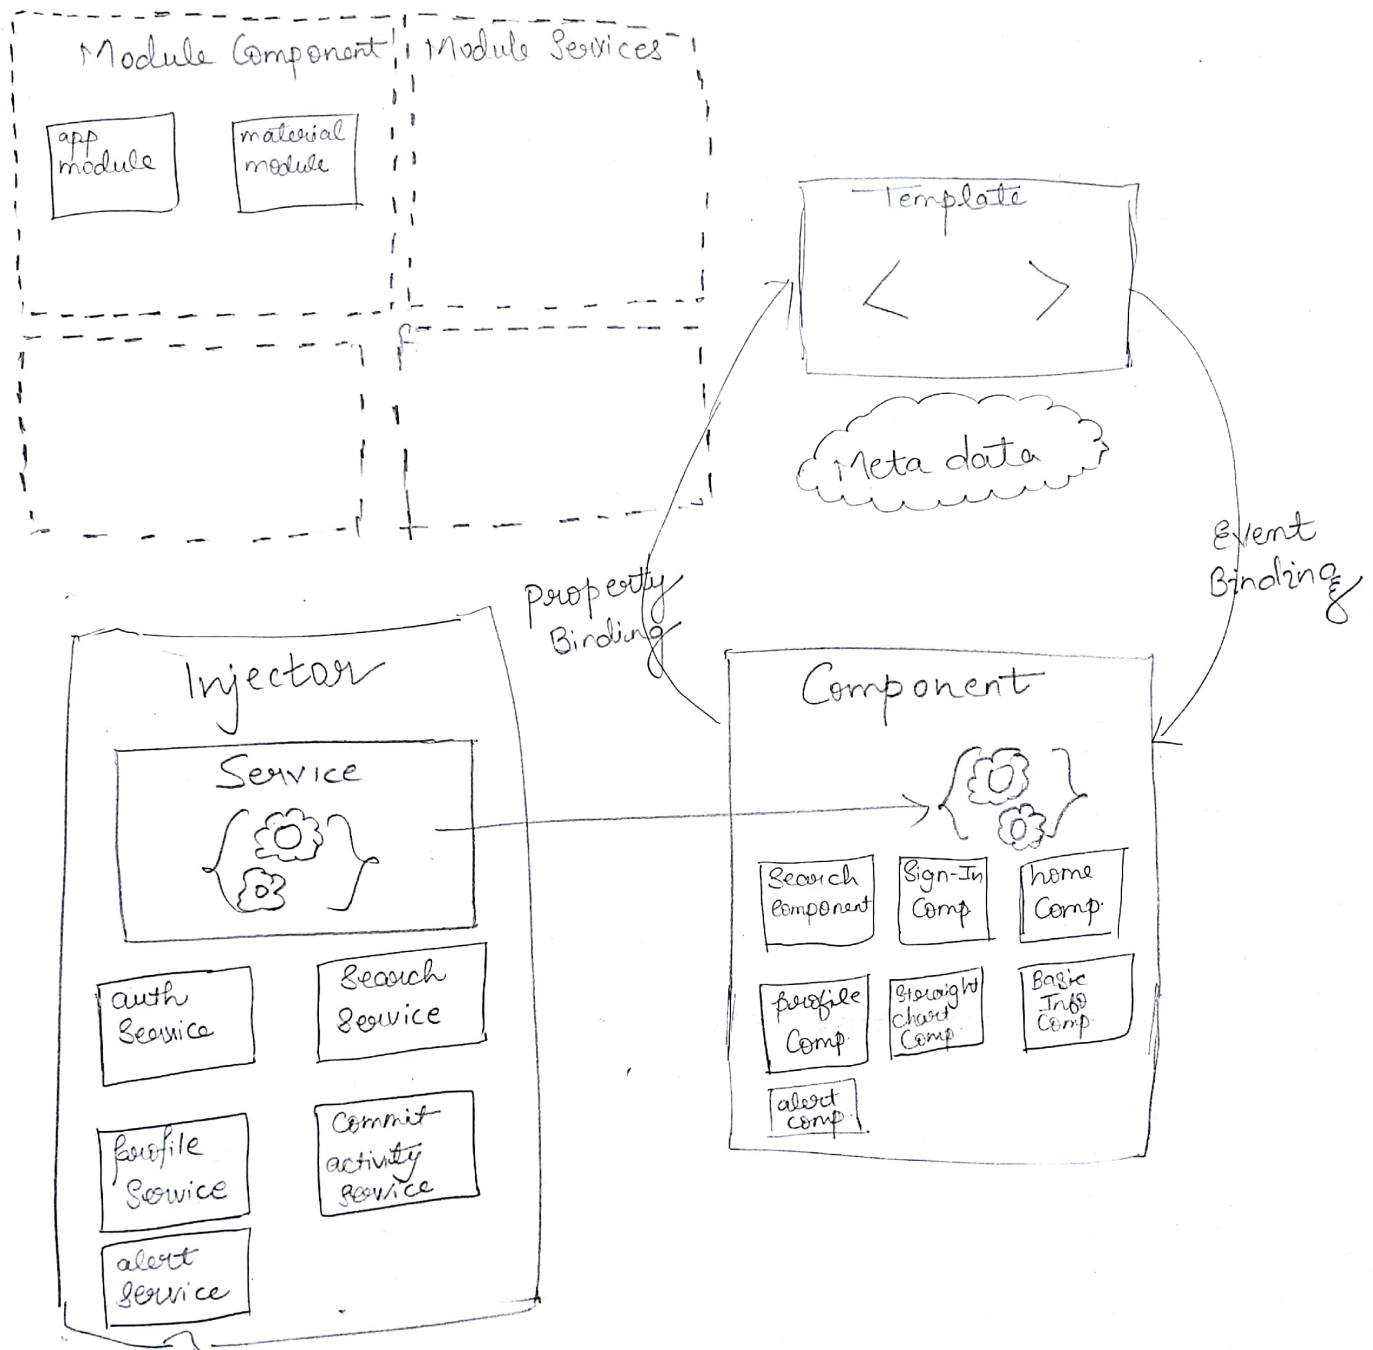 Module Component
Module Services
app
module
material
module
Template
< >
Meta data
Property
Binding
Event
Binding
Injector
Service
{ }
auth
Service
Search
Service
profile
Service
Commit
activity
Service
alert
Service
Component
{ }
Search
Component
Sign-In
Comp
home
Comp.
profile
Comp.
Straight
Chart
Comp.
Basic
Info
Comp.
alert
comp.